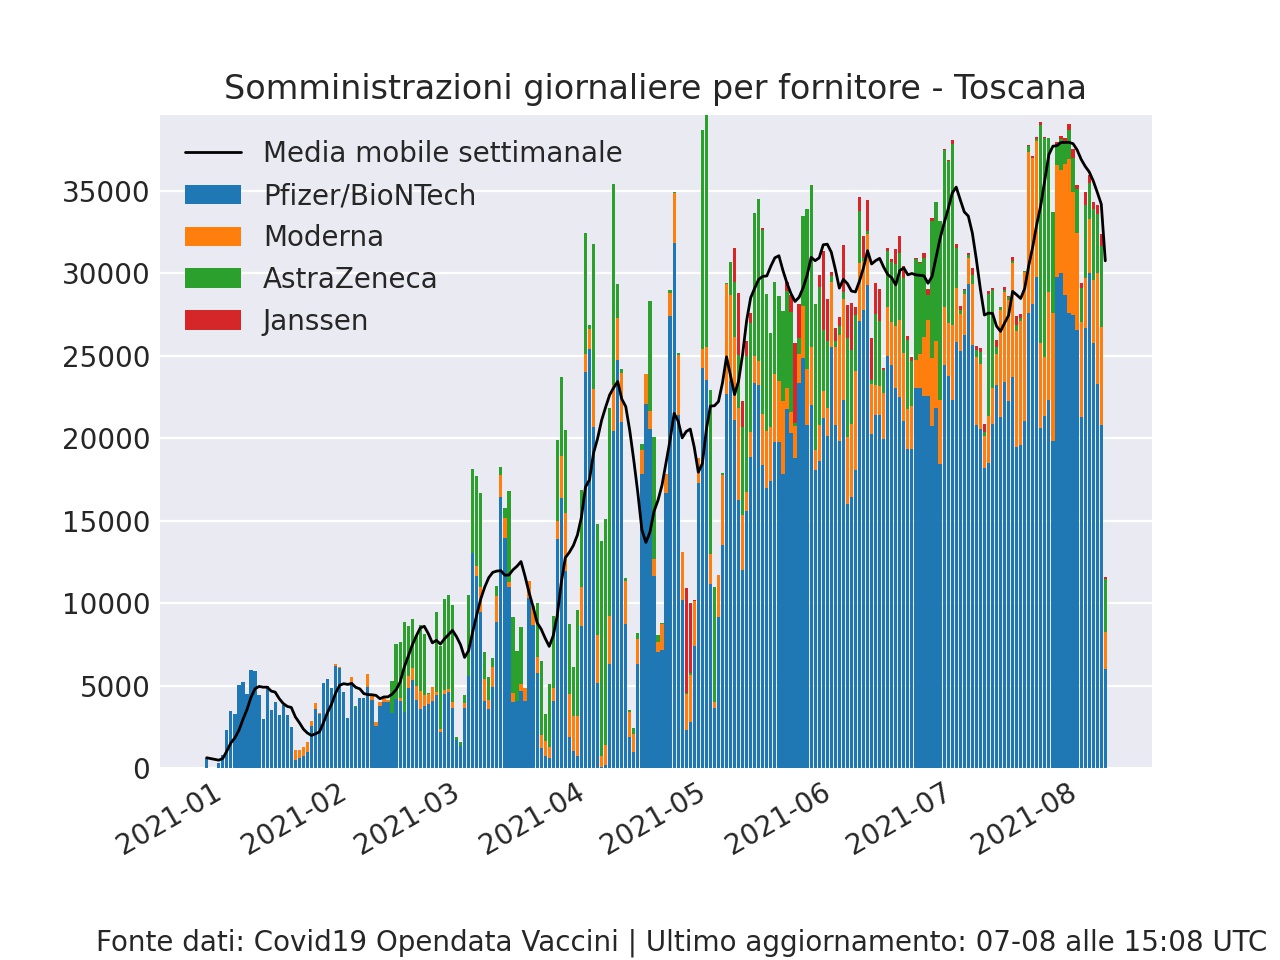 Somministrazioni giornaliere per fornitore - Toscana
Media mobile settimanale
Pfizer/BioNTech
Moderna
AstraZeneca
Janssen
35000
30000
25000
20000
15000
10000
5000
0
2021-01
2021-02
2021-03
2021-04
2021-05
2021-06
2021-07
2021-08
Fonte dati: Covid19 Opendata Vaccini | Ultimo aggiornamento: 07-08 alle 15:08 UTC